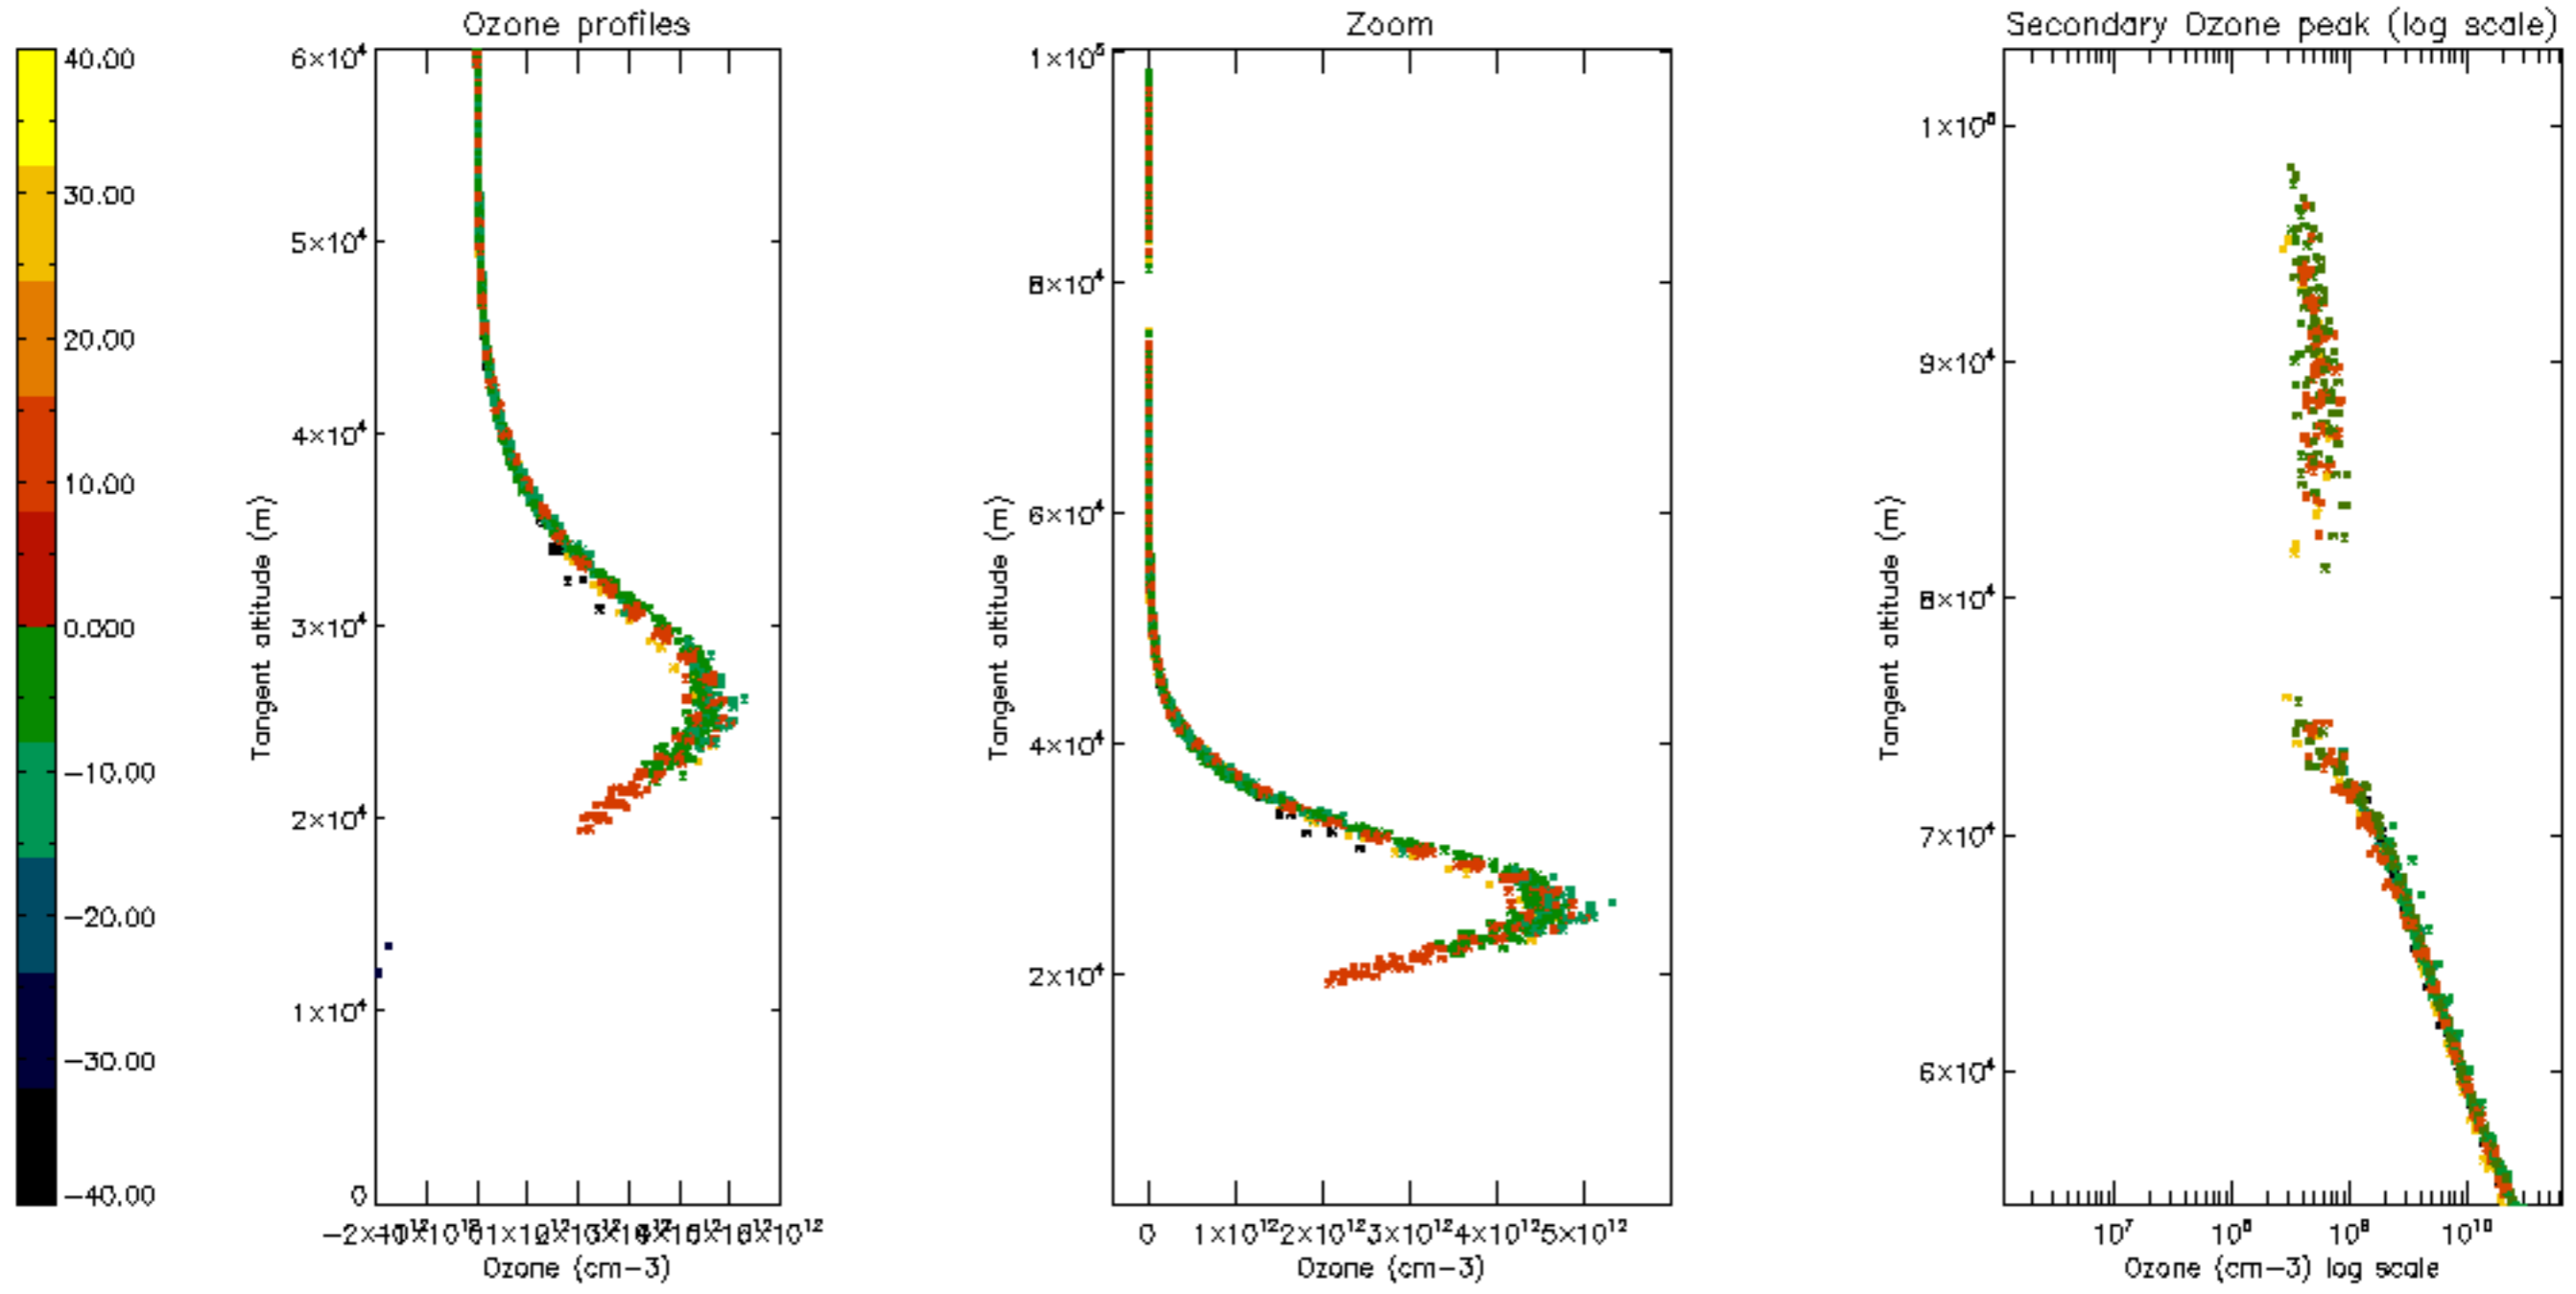 Ozone profiles
Zoom
Secondary Ozone peak (log scale)
40.00
30.00
20.00
10.00
0.000
−10.00
−20.00
−30.00
−40.00
Tangent altitude (m)
6×10⁴
5×10⁴
4×10⁴
3×10⁴
2×10⁴
1×10⁴
0
Ozone (cm−3)
Tangent altitude (m)
1×10⁵
8×10⁴
6×10⁴
4×10⁴
2×10⁴
0 1×10¹² 2×10¹² 3×10¹² 4×10¹² 5×10¹²
Ozone (cm−3)
Tangent altitude (m)
1×10⁵
9×10⁴
8×10⁴
7×10⁴
6×10⁴
10⁷ 10⁸ 10⁹ 10¹⁰
Ozone (cm−3) log scale